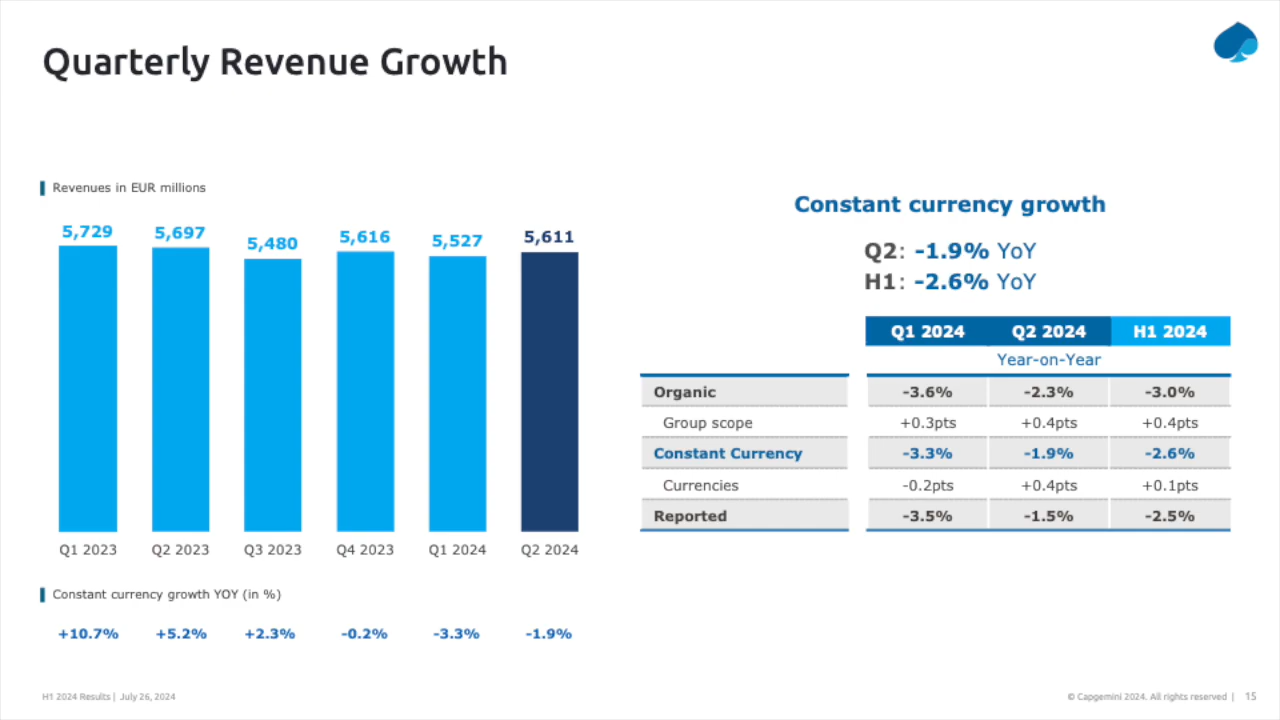 Quarterly Revenue Growth
Revenues in EUR millions
5,729 5,697 5,480 5,616 5,527 5,611
Q1 2023 Q2 2023 Q3 2023 Q4 2023 Q1 2024 Q2 2024
Constant currency growth YOY (in %)
+10.7% +5.2% +2.3% -0.2% -3.3% -1.9%
Constant currency growth
Q2: -1.9% YoY
H1: -2.6% YoY
Q1 2024 Q2 2024 H1 2024
Year-on-Year
Organic -3.6% -2.3% -3.0%
Group scope +0.3pts +0.4pts +0.4pts
Constant Currency -3.3% -1.9% -2.6%
Currencies -0.2pts +0.4pts +0.1pts
Reported -3.5% -1.5% -2.5%
H1 2024 Results | July 26, 2024
© Capgemini 2024. All rights reserved | 15